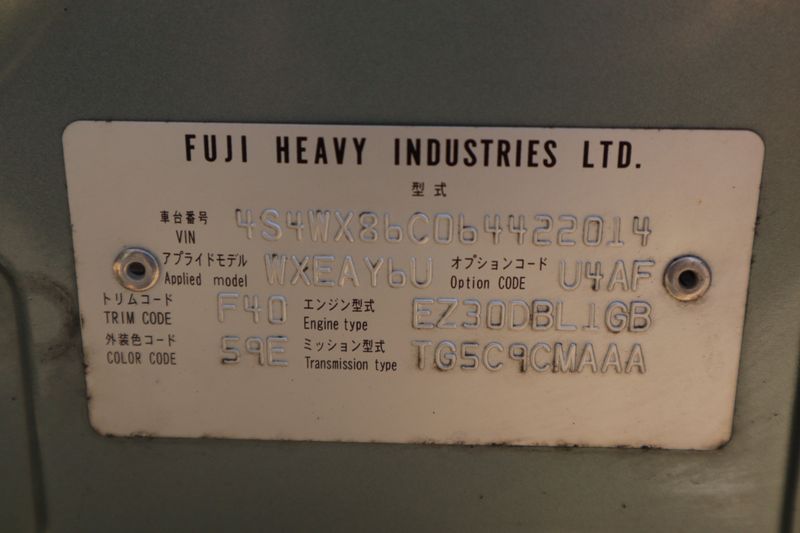 FUJI HEAVY INDUSTRIES LTD.
型式
車台番号 VIN 4S4WX86C064422014
アプライドモデル Applied model WXEAY6U オプションコード Option CODE U4AF
トリムコード TRIM CODE F40 エンジン型式 Engine type EZ30DBL1GB
外装色コード COLOR CODE 59E ミッション型式 Transmission type TG5C9CMAAA